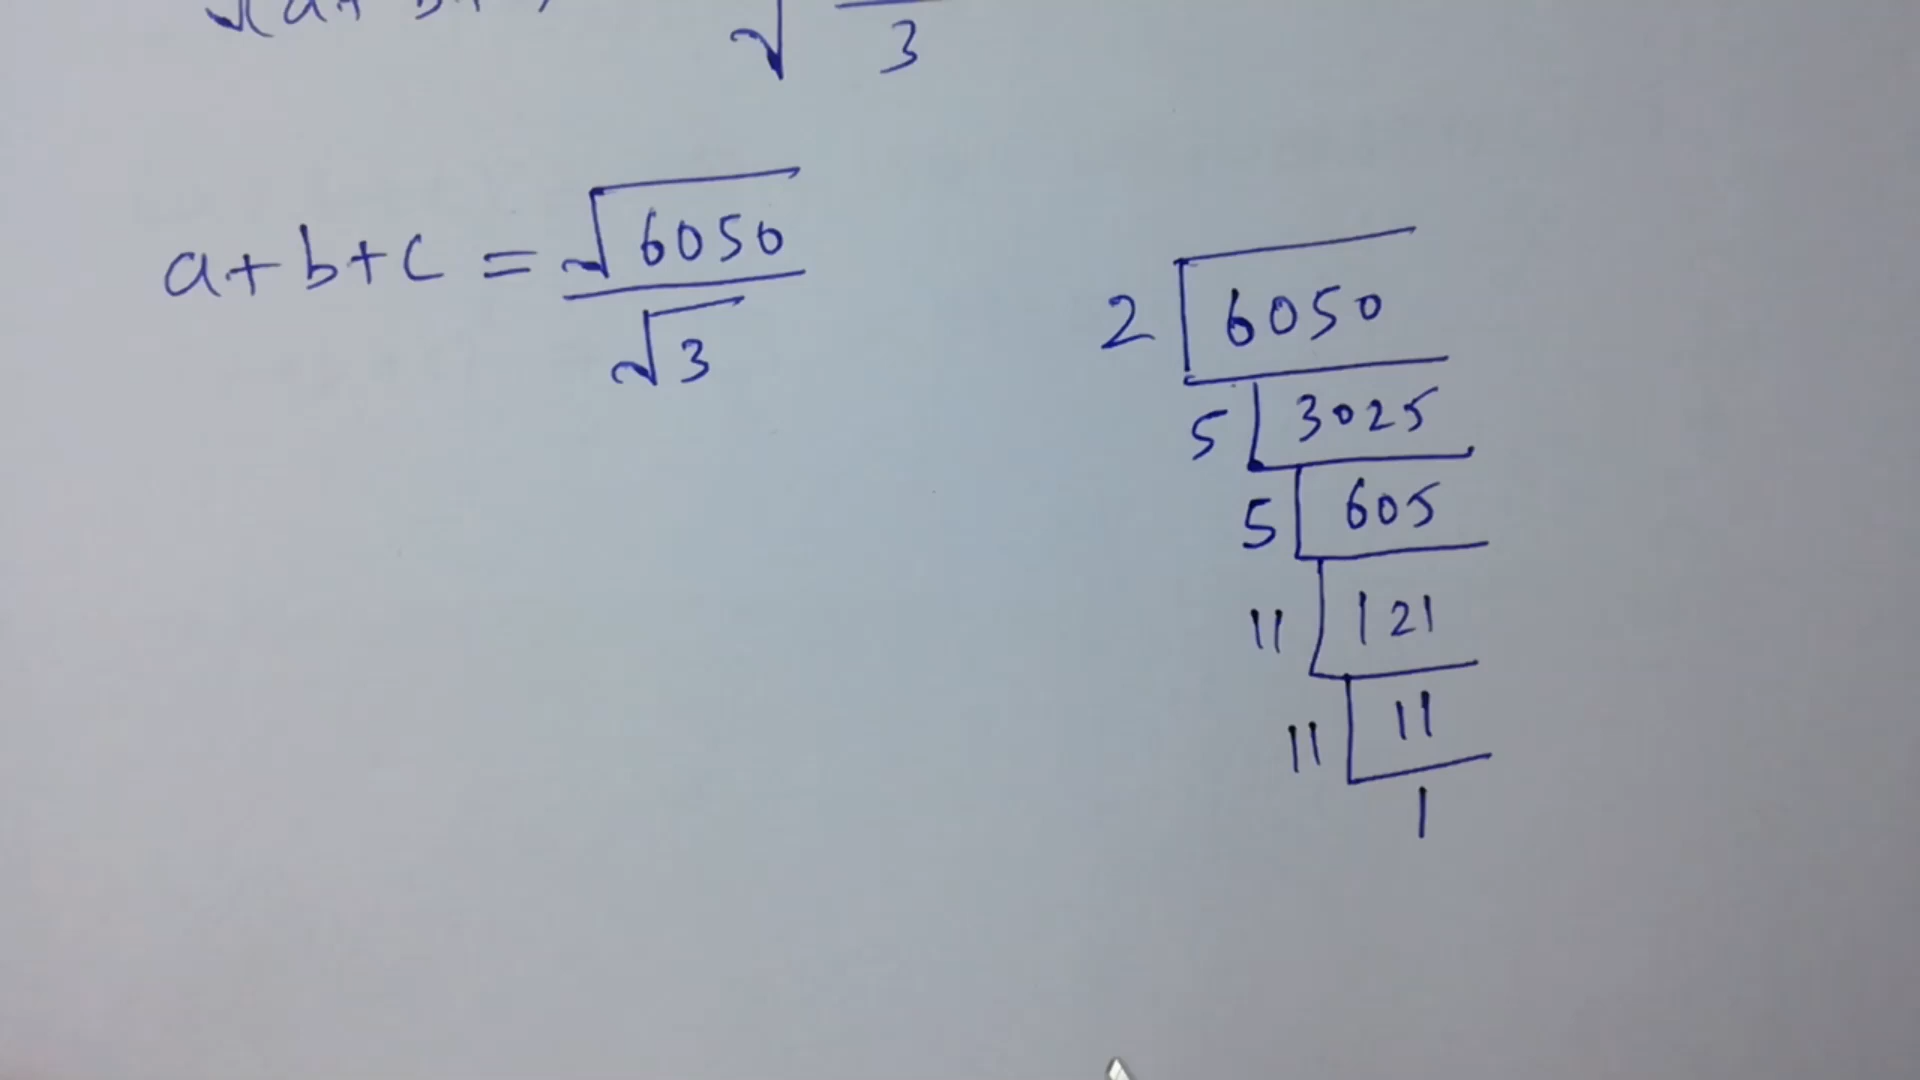 √(a+b+
√ 3
a+b+c = √6050 / √3
2 | 6050
5 | 3025
5 | 605
11 | 121
11 | 11
1